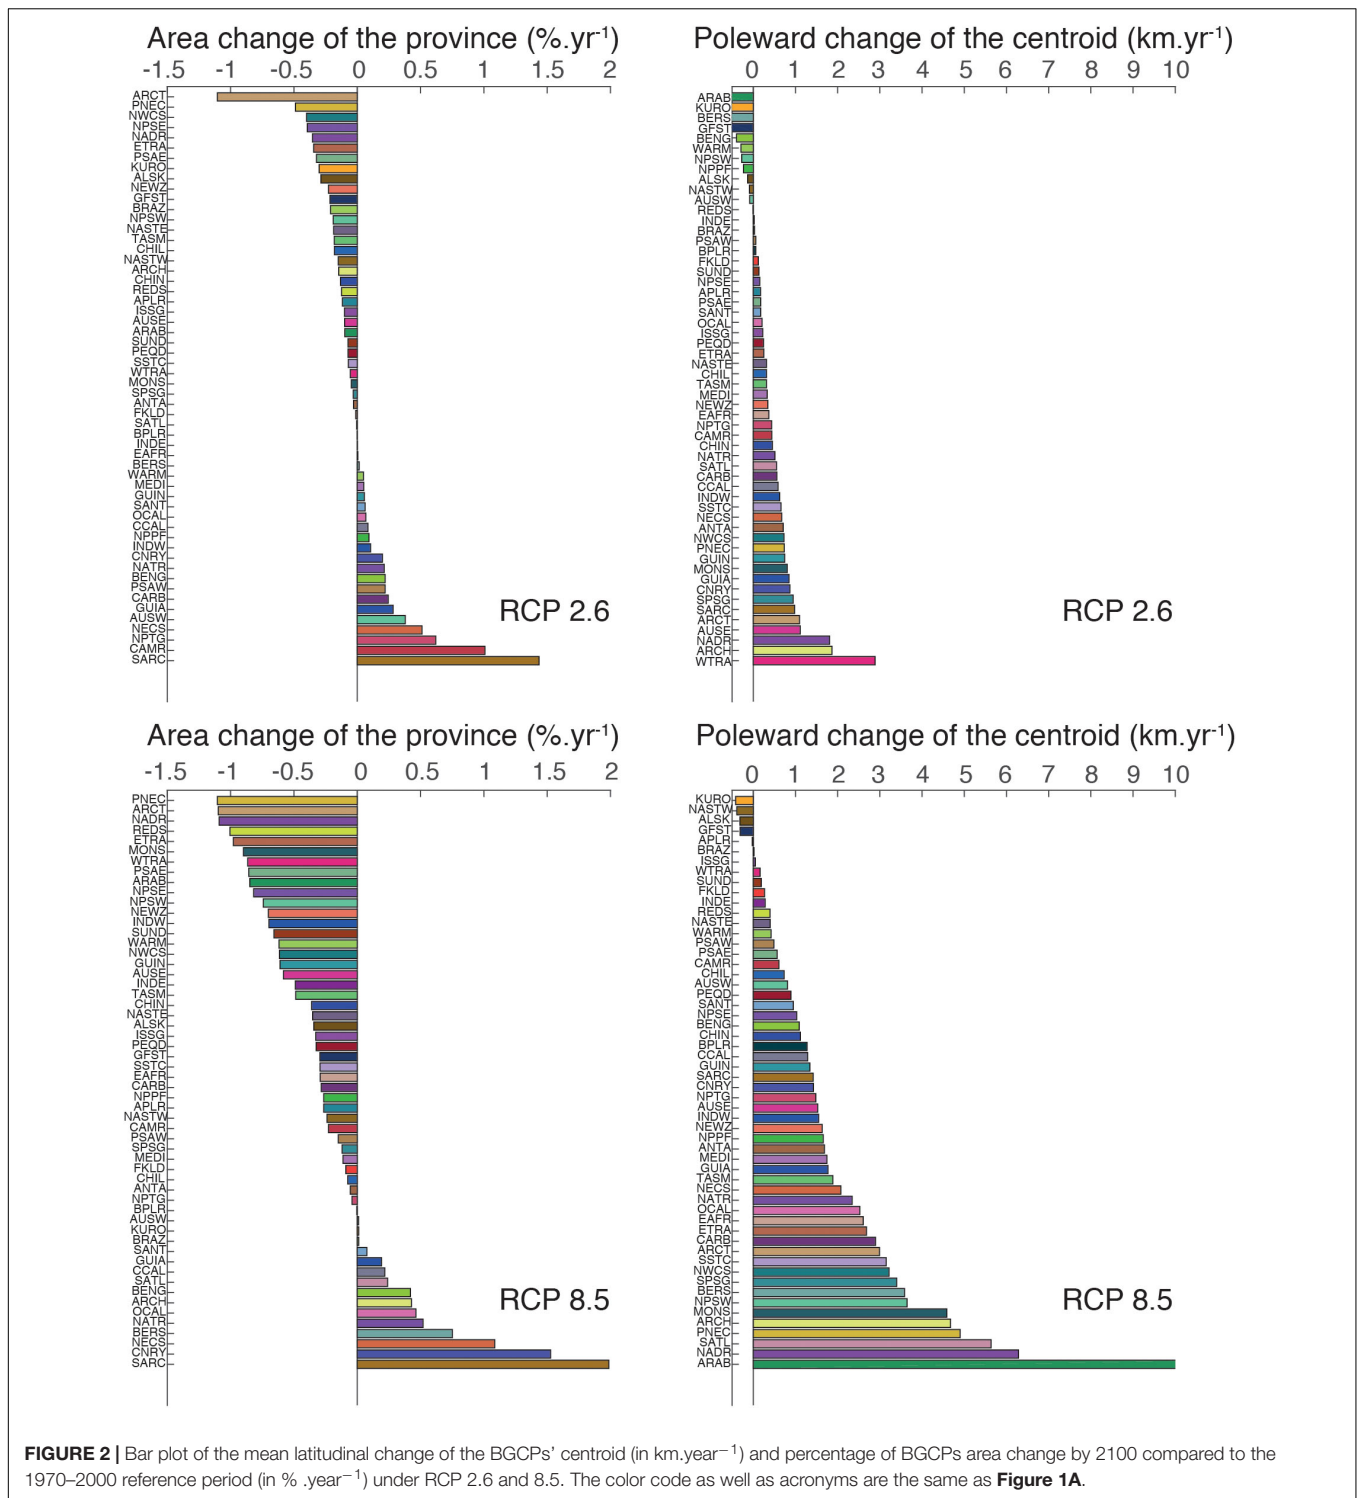 Area change of the province (%.yr-1)
-1.5 -1 -0.5 0 0.5 1 1.5 2
ARCT
PNEC
NWCS
NPSE
NADR
ETRA
PSAE
KURO
ALSK
NEWZ
GFST
BRAZ
NPSW
NASTE
TASM
CHIL
NASTW
ARCH
CHIN
REDS
APLR
ISSG
AUSE
ARAB
SUND
PEQD
SSTC
WTRA
MONS
SPSG
ANTA
FKLD
SATL
BPLR
INDE
EAFR
BERS
WARM
MEDI
GUIN
SANT
OCAL
CCAL
NPPF
INDW
CNRY
NATR
BENG
PSAW
CARB
GUIA
AUSW
NECS
NPTG
CAMR
SARC
RCP 2.6
Poleward change of the centroid (km.yr-1)
0 1 2 3 4 5 6 7 8 9 10
ARAB
KURO
BERS
GFST
BENG
WARM
NPSW
NPPF
ALSK
NASTW
AUSW
REDS
INDE
BRAZ
PSAW
BPLR
FKLD
SUND
NPSE
APLR
PSAE
SANT
OCAL
ISSG
PEQD
ETRA
NASTE
CHIL
TASM
MEDI
NEWZ
EAFR
NPTG
CAMR
CHIN
NATR
SATL
CARB
CCAL
INDW
SSTC
NECS
ANTA
NWCS
PNEC
GUIN
MONS
GUIA
CNRY
SPSG
SARC
ARCT
AUSE
NADR
ARCH
WTRA
RCP 2.6
Area change of the province (%.yr-1)
-1.5 -1 -0.5 0 0.5 1 1.5 2
PNEC
ARCT
NADR
REDS
ETRA
MONS
WTRA
PSAE
ARAB
NPSE
NPSW
NEWZ
INDW
SUND
WARM
NWCS
GUIN
AUSE
INDE
TASM
CHIN
NASTE
ALSK
ISSG
PEQD
GFST
SSTC
EAFR
CARB
NPPF
APLR
NASTW
CAMR
PSAW
SPSG
MEDI
FKLD
CHIL
ANTA
NPTG
BPLR
AUSW
KURO
BRAZ
SANT
GUIA
CCAL
SATL
BENG
ARCH
OCAL
NATR
BERS
NECS
CNRY
SARC
RCP 8.5
Poleward change of the centroid (km.yr-1)
0 1 2 3 4 5 6 7 8 9 10
KURO
NASTW
ALSK
GFST
APLR
BRAZ
ISSG
WTRA
SUND
FKLD
INDE
REDS
NASTE
WARM
PSAW
PSAE
CAMR
CHIL
AUSW
PEQD
SANT
NPSE
BENG
CHIN
BPLR
CCAL
GUIN
SARC
CNRY
NPTG
AUSE
INDW
NEWZ
NPPF
ANTA
MEDI
GUIA
TASM
NECS
NATR
OCAL
EAFR
ETRA
CARB
ARCT
SSTC
NWCS
SPSG
BERS
NPSW
MONS
ARCH
PNEC
SATL
NADR
ARAB
RCP 8.5
FIGURE 2 | Bar plot of the mean latitudinal change of the BGCPs' centroid (in km.year−1) and percentage of BGCPs area change by 2100 compared to the
1970–2000 reference period (in % .year−1) under RCP 2.6 and 8.5. The color code as well as acronyms are the same as Figure 1A.